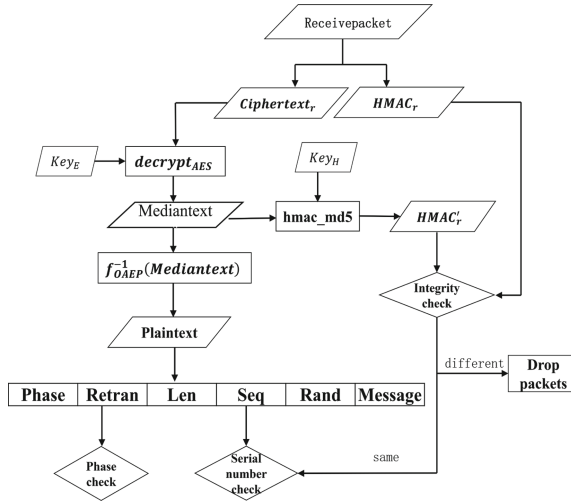 Receivepacket
Ciphertext_r
HMAC_r
Key_E
decrypt_AES
Key_H
Mediantext
hmac_md5
HMAC'_r
f^{-1}_{OAEP}(Mediantext)
Integrity
check
Plaintext
different
Drop
packets
Phase Retran Len Seq Rand Message
same
Phase
check
Serial
number
check